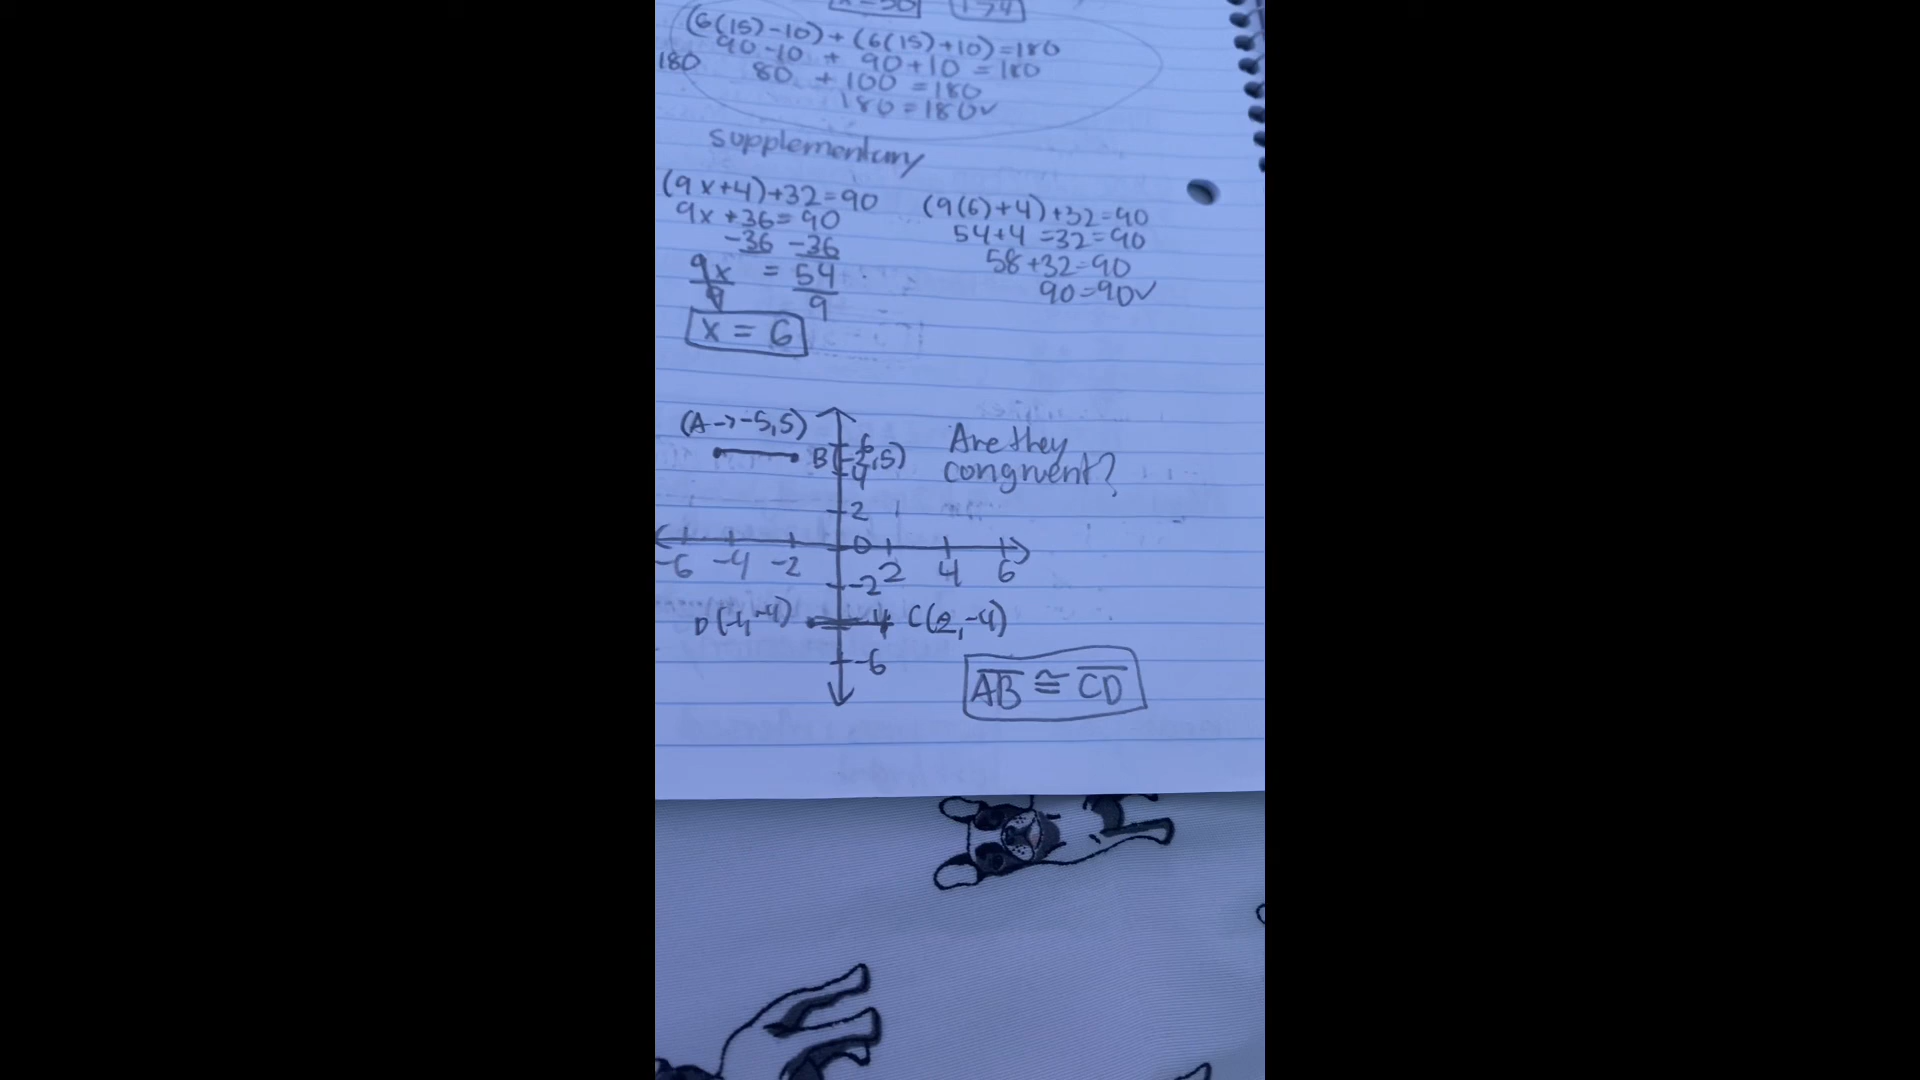 (6(15)-10) + (6(15)+10)=180
90-10 + 90+10 = 180
180
80 + 100 = 180
180 = 180✓
supplementary
(9x+4)+32=90
9x+36=90
-36 -36
9x = 54
9 9
x = 6
(9(6)+4)+32=90
54+4 =32=90
58+32=90
90=90✓
(A→-5,5)
B(-2,5)
Are they
congruent?
6
4
2
0
-6 -4 -2 2 4 6
-2
D(-1,-4)
C(2,-4)
-6
AB ≅ CD